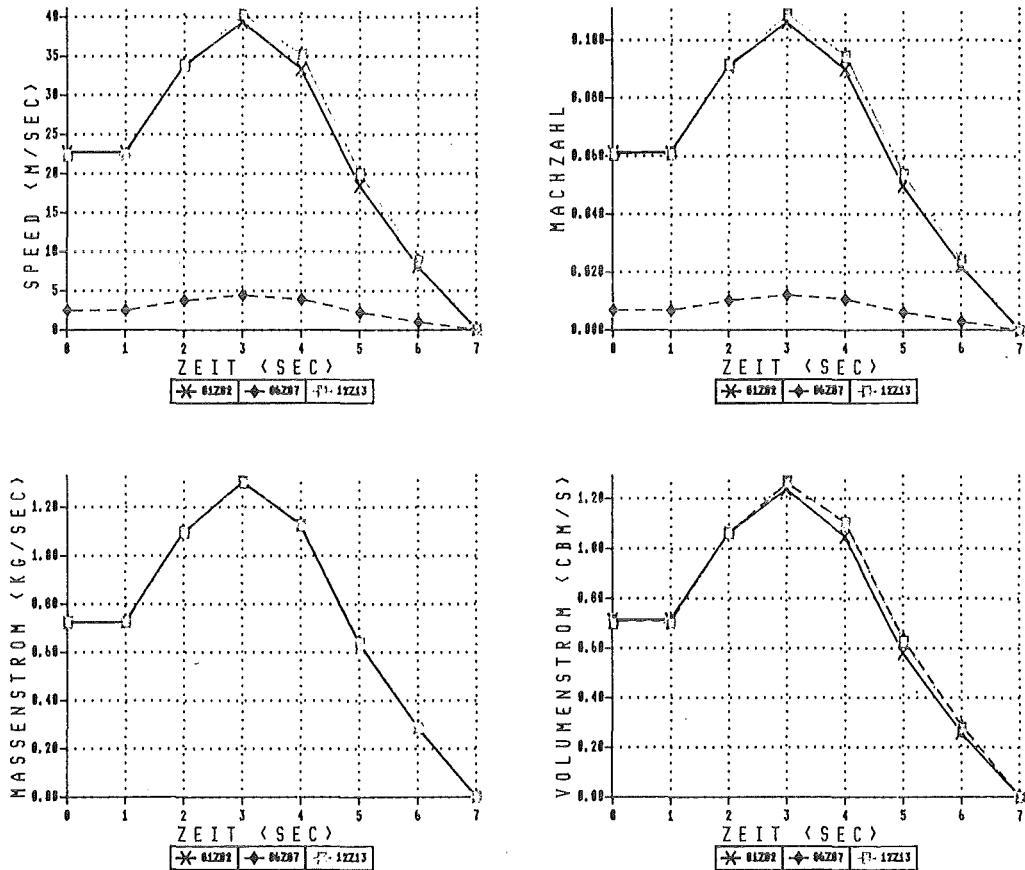 SPEED <M/SEC>
40
35
30
25
20
15
10
5
0
0 1 2 3 4 5 6 7
ZEIT <SEC>
01Z02 06Z07 12Z13
MACHZAHL
0.100
0.080
0.060
0.040
0.020
0.000
0 1 2 3 4 5 6 7
ZEIT <SEC>
01Z02 06Z07 12Z13
MASSENSTROM <KG/SEC>
1.20
1.00
0.80
0.60
0.40
0.20
0.00
0 1 2 3 4 5 6 7
ZEIT <SEC>
01Z02 06Z07 12Z13
VOLUMENSTROM <CBM/S>
1.20
1.00
0.80
0.60
0.40
0.20
0.00
0 1 2 3 4 5 6 7
ZEIT <SEC>
01Z02 06Z07 12Z13